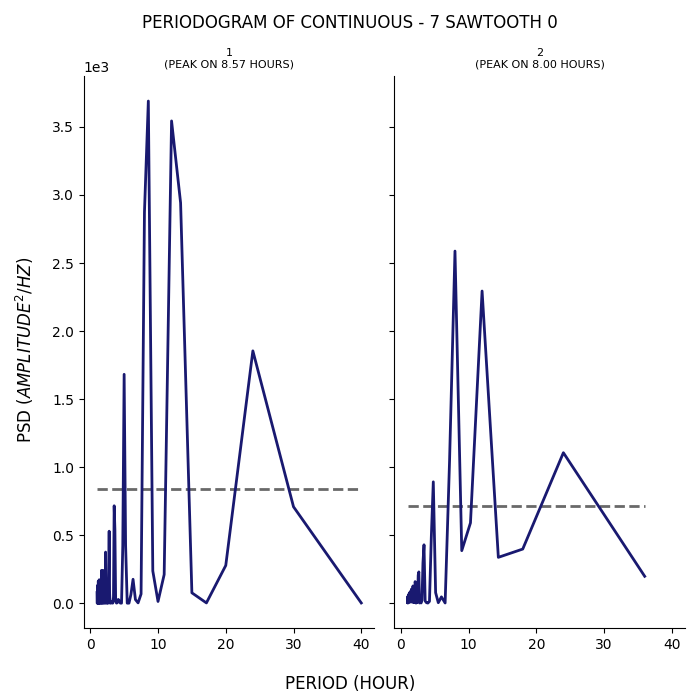 PERIODOGRAM OF CONTINUOUS - 7 SAWTOOTH 0
1
(PEAK ON 8.57 HOURS)
2
(PEAK ON 8.00 HOURS)
1e3
3.5
3.0
2.5
2.0
1.5
1.0
0.5
0.0
PSD (AMPLITUDE²/HZ)
0 10 20 30 40
0 10 20 30 40
PERIOD (HOUR)